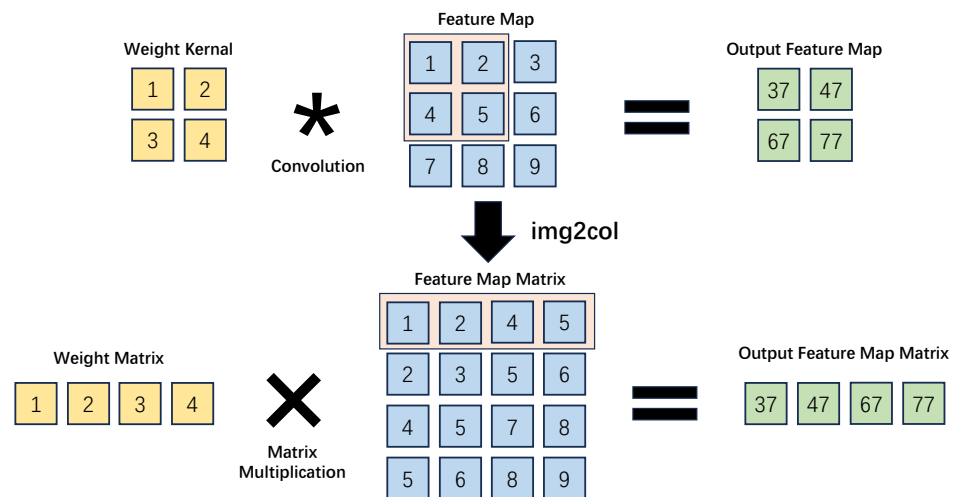 Feature Map
Weight Kernal
Output Feature Map
1 2
1 2 3
37 47
3 4
4 5 6
67 77
Convolution
7 8 9
img2col
Feature Map Matrix
1 2 4 5
Weight Matrix
Output Feature Map Matrix
2 3 5 6
1 2 3 4
37 47 67 77
4 5 7 8
Matrix
Multiplication
5 6 8 9